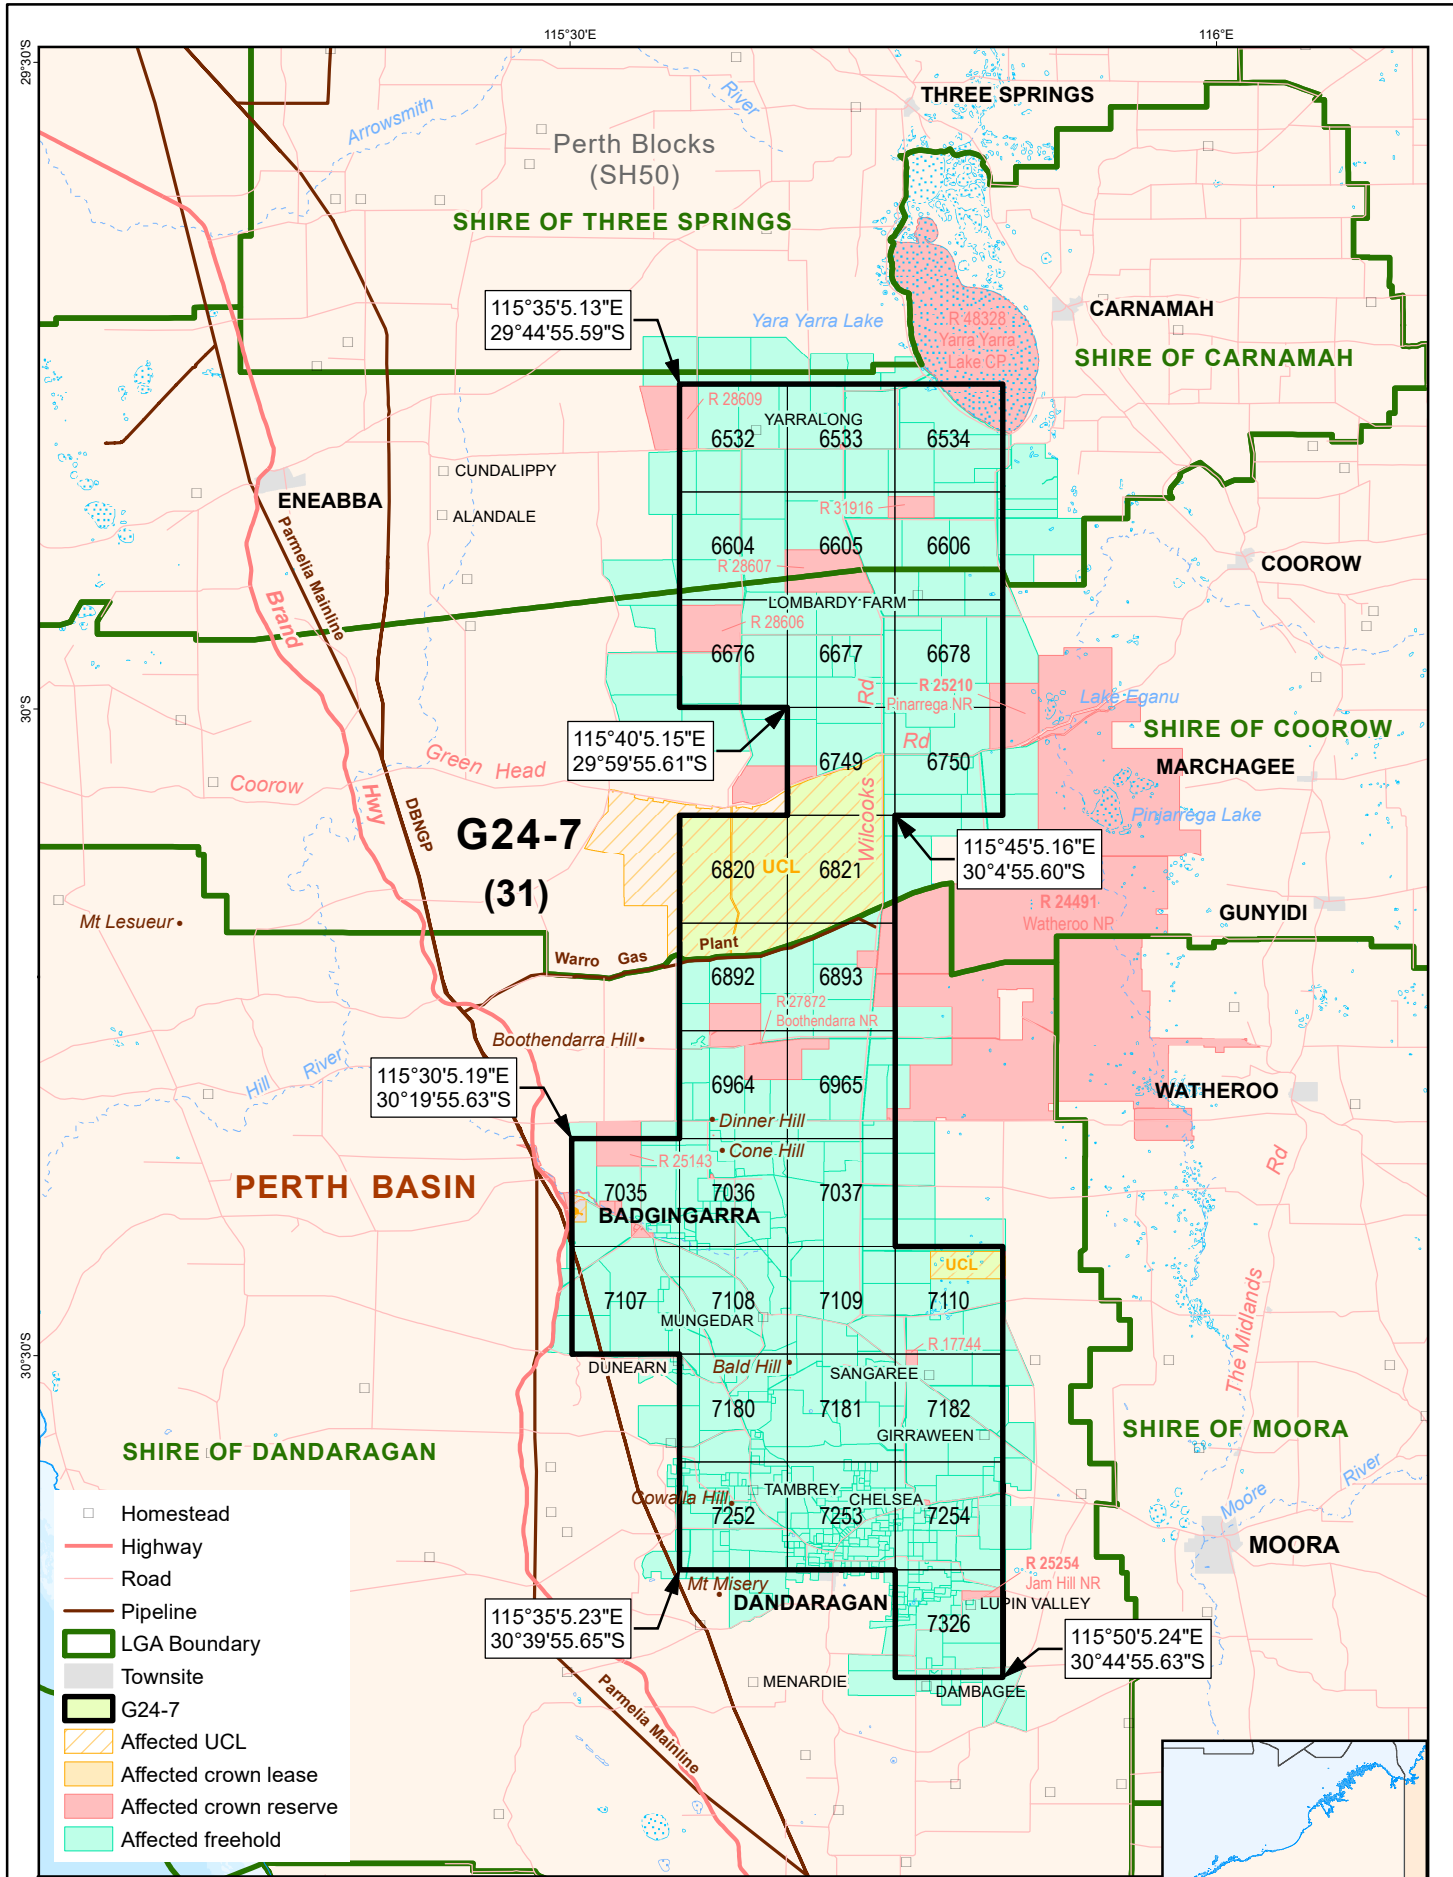 115°30'E
116°E
29°30'S
30°S
30°30'S
THREE SPRINGS
Arrowsmith
River
Perth Blocks
(SH50)
SHIRE OF THREE SPRINGS
115°35'5.13"E
29°44'55.59"S
Yara Yarra Lake
R 48328
Yarra Yarra
Lake CP
CARNAMAH
SHIRE OF CARNAMAH
R 28609
YARRALONG
6532
6533
6534
CUNDALIPPY
ENEABBA
ALANDALE
R 31916
6604
6605
6606
R 28607
COOROW
Parmelia Mainline
Brand
LOMBARDY FARM
R 28606
6676
6677
6678
Rd
R 25210
Pinarrega NR
Lake Eganu
115°40'5.15"E
29°59'55.61"S
Rd
SHIRE OF COOROW
Coorow
Green Head
6749
6750
MARCHAGEE
Hwy
DBNGP
Wilcooks
Pinjarrega Lake
G24-7
(31)
6820
UCL
6821
115°45'5.16"E
30°4'55.60"S
R 24491
Watheroo NR
GUNYIDI
Mt Lesueur
Warro Gas Plant
6892
6893
R 27872
Boothendarra NR
Boothendarra Hill
Hill River
115°30'5.19"E
30°19'55.63"S
6964
6965
WATHEROO
Dinner Hill
Cone Hill
R 25143
PERTH BASIN
7035
7036
7037
BADGINGARRA
Rd
UCL
7107
7108
7109
7110
MUNGEDAR
R 17744
DUNEARN
Bald Hill
SANGAREE
The Midlands
7180
7181
7182
GIRRAWEEN
SHIRE OF DANDARAGAN
SHIRE OF MOORA
TAMBREY
CHELSEA
Cowalla Hill
7252
7253
7254
Moore
River
MOORA
R 25254
Jam Hill NR
Mt Misery
DANDARAGAN
LUPIN VALLEY
115°35'5.23"E
30°39'55.65"S
7326
115°50'5.24"E
30°44'55.63"S
MENARDIE
DAMBAGEE
Parmelia Mainline
Homestead
Highway
Road
Pipeline
LGA Boundary
Townsite
G24-7
Affected UCL
Affected crown lease
Affected crown reserve
Affected freehold